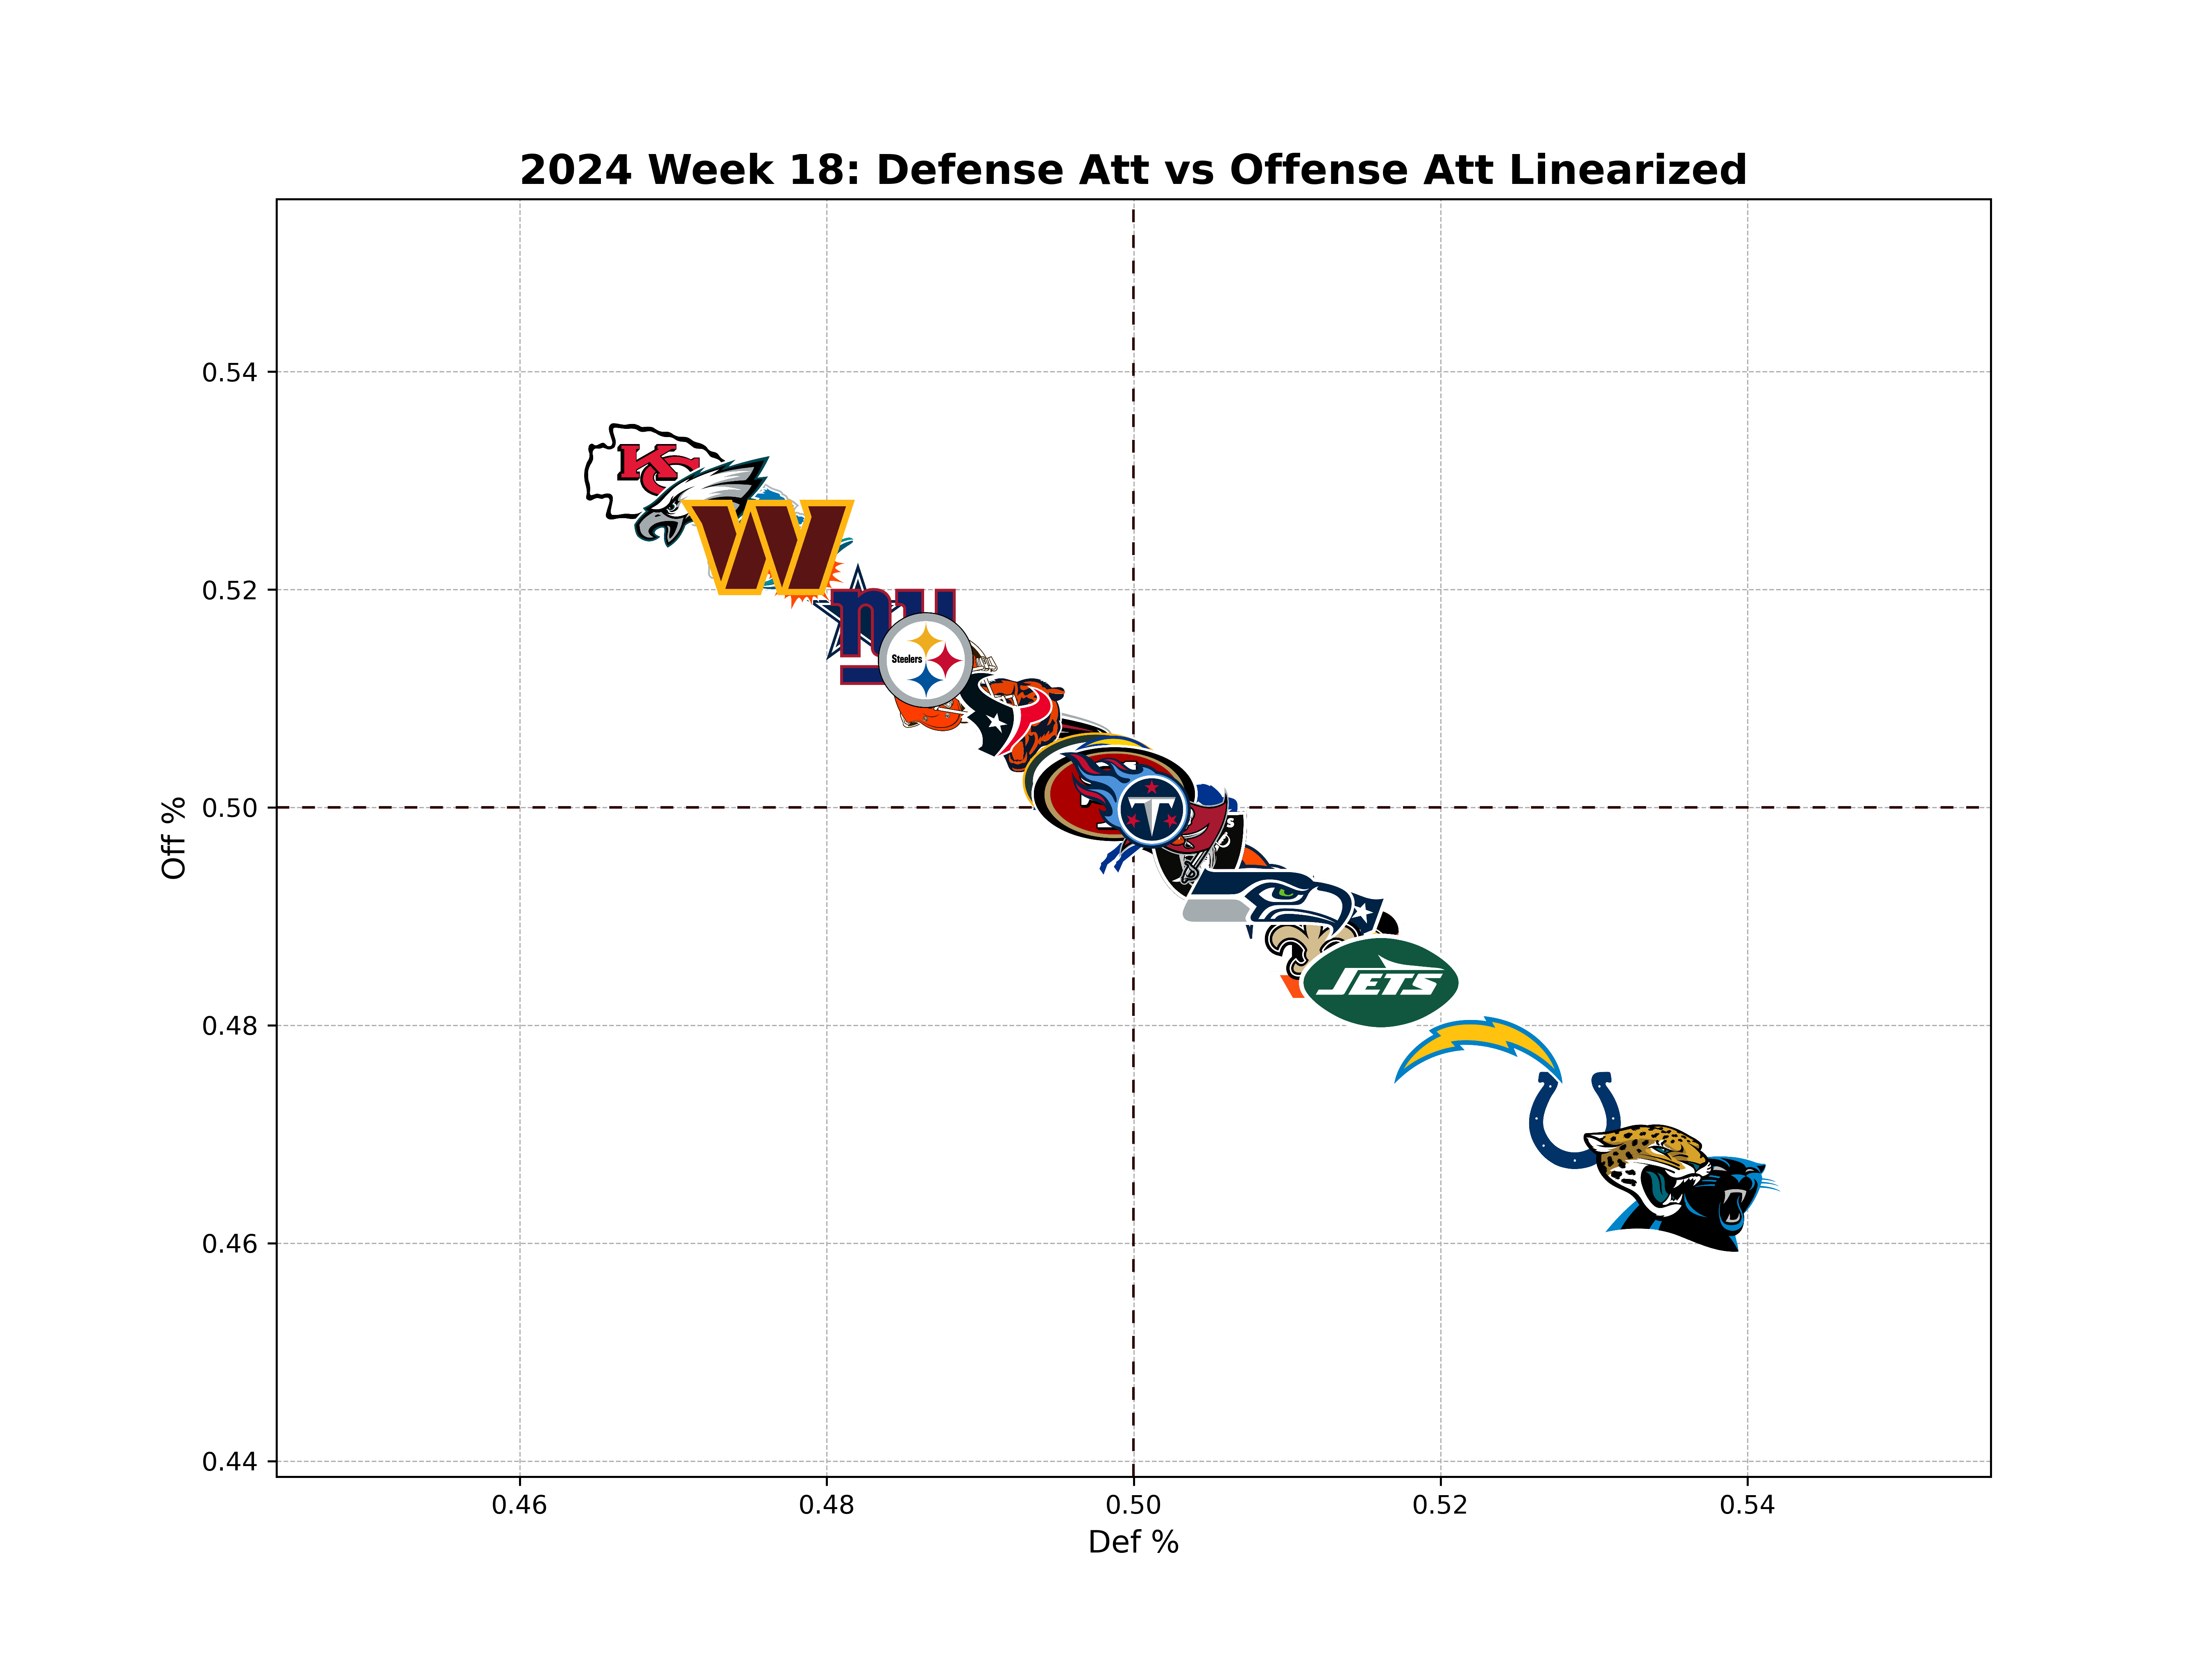 2024 Week 18: Defense Att vs Offense Att Linearized
0.54
0.52
0.50
0.48
0.46
0.44
Off %
KC
W
ny
Steelers
T
JETS
0.46
0.48
0.50
0.52
0.54
Def %